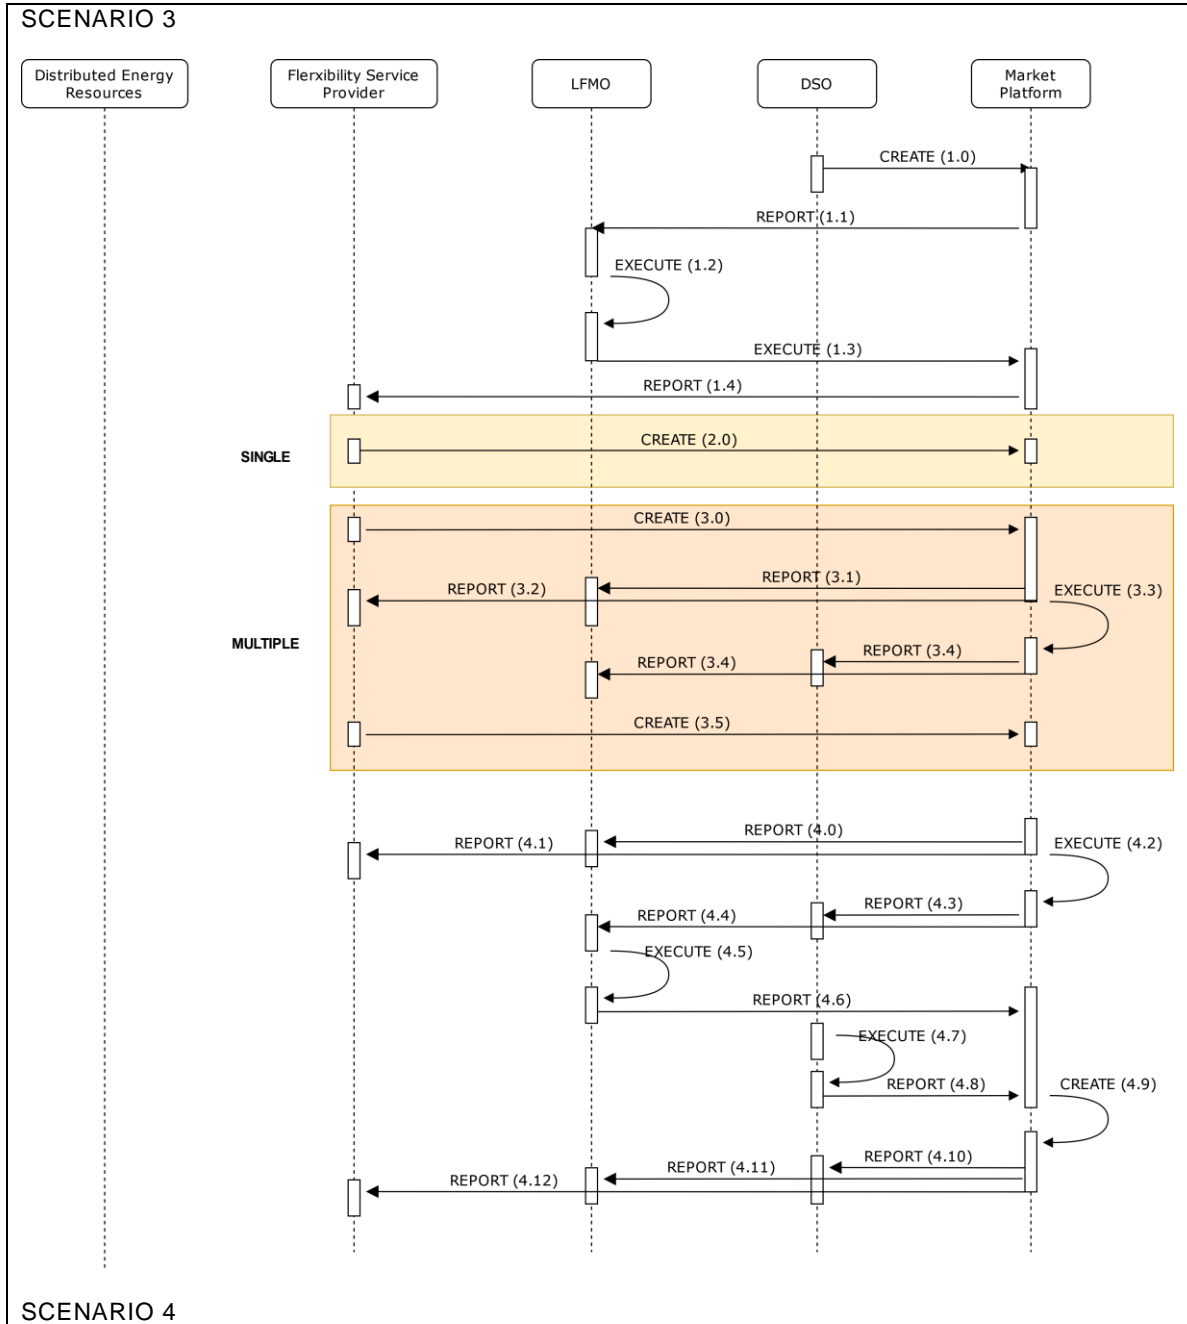 SCENARIO 3
Distributed Energy
Resources
Flerxibility Service
Provider
LFMO
DSO
Market
Platform
CREATE (1.0)
REPORT (1.1)
EXECUTE (1.2)
EXECUTE (1.3)
REPORT (1.4)
SINGLE
CREATE (2.0)
MULTIPLE
CREATE (3.0)
REPORT (3.1)
REPORT (3.2)
EXECUTE (3.3)
REPORT (3.4)
REPORT (3.4)
CREATE (3.5)
REPORT (4.0)
REPORT (4.1)
EXECUTE (4.2)
REPORT (4.3)
REPORT (4.4)
EXECUTE (4.5)
REPORT (4.6)
EXECUTE (4.7)
REPORT (4.8)
CREATE (4.9)
REPORT (4.10)
REPORT (4.11)
REPORT (4.12)
SCENARIO 4